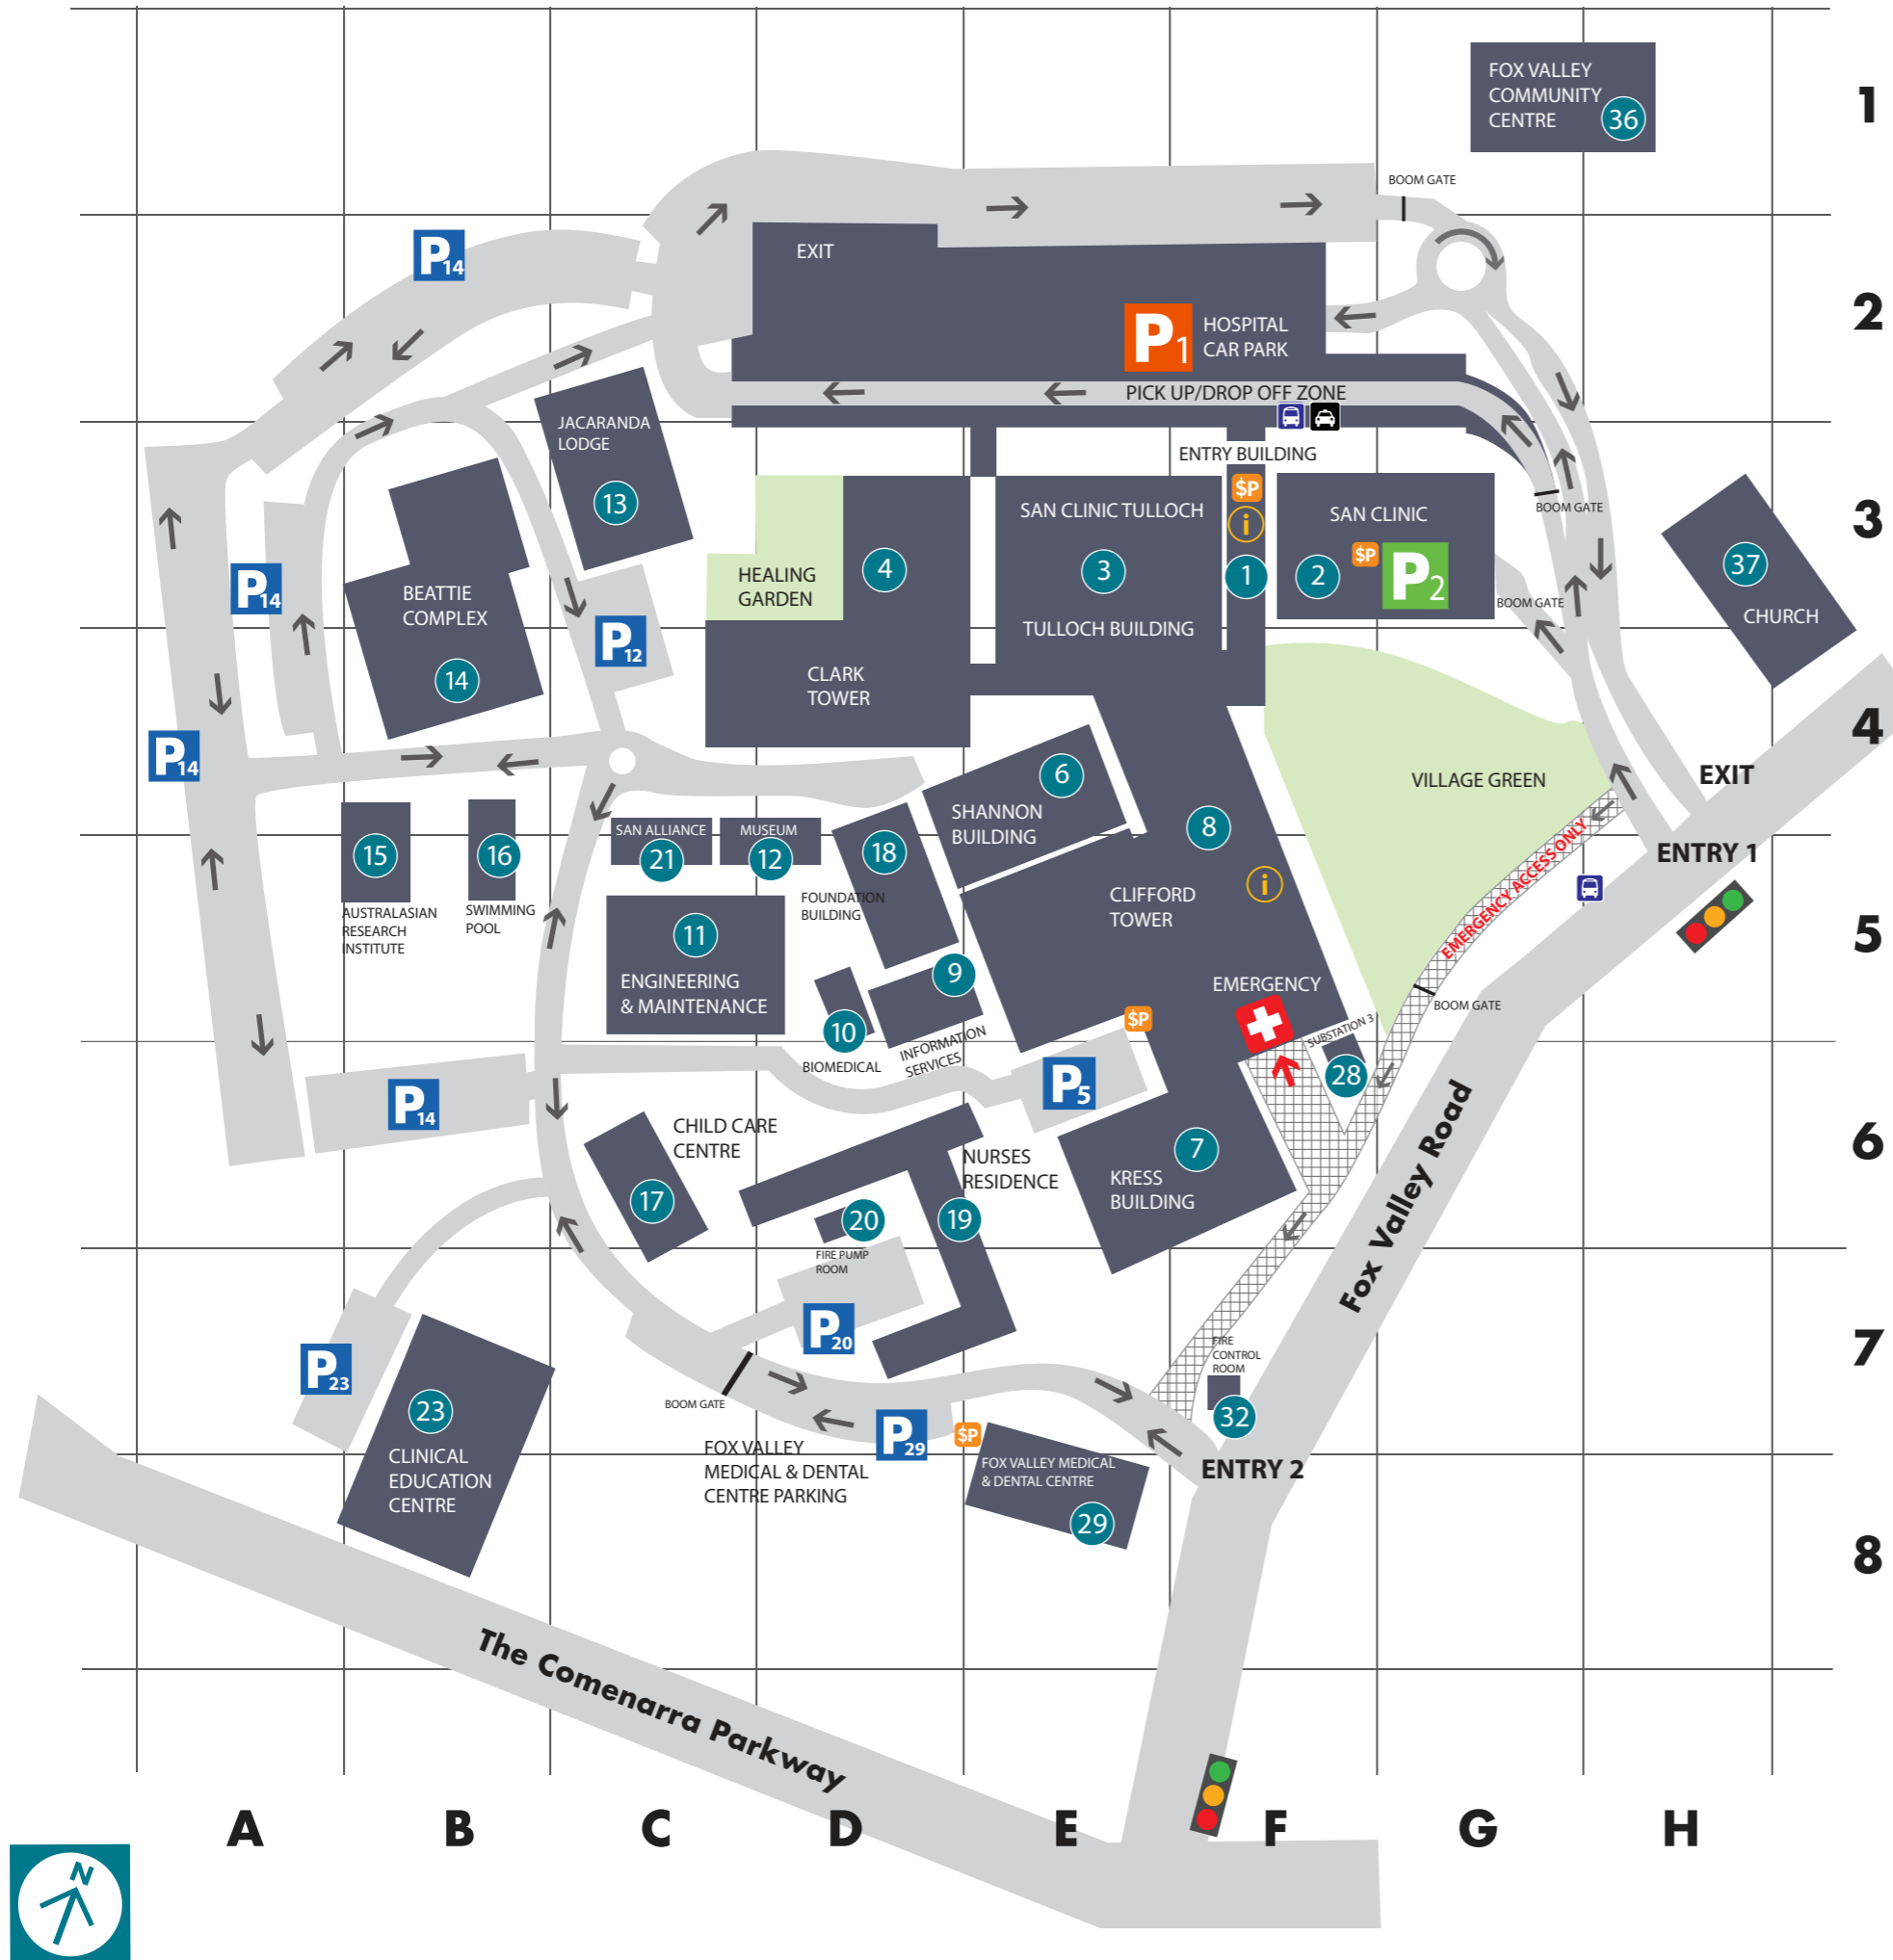 FOX VALLEY
COMMUNITY
CENTRE
36
1
BOOM GATE
P14
EXIT
2
P1
HOSPITAL
CAR PARK
PICK UP/DROP OFF ZONE
JACARANDA
LODGE
13
ENTRY BUILDING
$P
i
1
SAN CLINIC TULLOCH
3
TULLOCH BUILDING
SAN CLINIC
2
$P
P2
BOOM GATE
BOOM GATE
3
37
CHURCH
4
HEALING
GARDEN
P14
BEATTIE
COMPLEX
14
P12
CLARK
TOWER
P14
4
EXIT
VILLAGE GREEN
6
SHANNON
BUILDING
8
SAN ALLIANCE
21
MUSEUM
12
18
FOUNDATION
BUILDING
15
AUSTRALASIAN
RESEARCH
INSTITUTE
16
SWIMMING
POOL
ENTRY 1
EMERGENCY ACCESS ONLY
CLIFFORD
TOWER
i
11
ENGINEERING
& MAINTENANCE
5
9
10
BIOMEDICAL
INFORMATION
SERVICES
EMERGENCY
$P
BOOM GATE
SUBSTATION 3
28
P5
P14
CHILD CARE
CENTRE
17
6
NURSES
RESIDENCE
19
7
KRESS
BUILDING
20
FIRE PUMP
ROOM
P20
Fox Valley Road
P23
23
CLINICAL
EDUCATION
CENTRE
7
FIRE
CONTROL
ROOM
32
BOOM GATE
P29
$P
FOX VALLEY
MEDICAL & DENTAL
CENTRE PARKING
FOX VALLEY MEDICAL
& DENTAL CENTRE
29
ENTRY 2
8
The Comenarra Parkway
A B C D E F G H
N